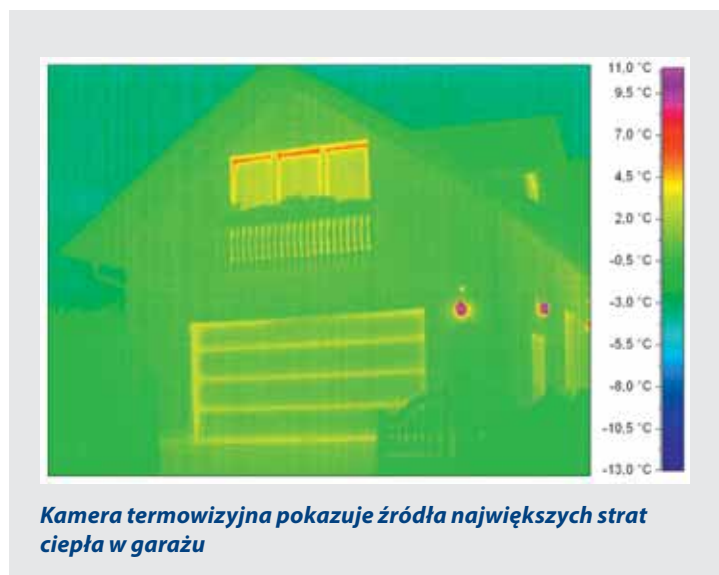 11,0 °C
9,5 °C
7,0 °C
4,5 °C
2,0 °C
-0,5 °C
-3,0 °C
-5,5 °C
-8,0 °C
-10,5 °C
-13,0 °C
Kamera termowizyjna pokazuje źródła największych strat
ciepła w garażu